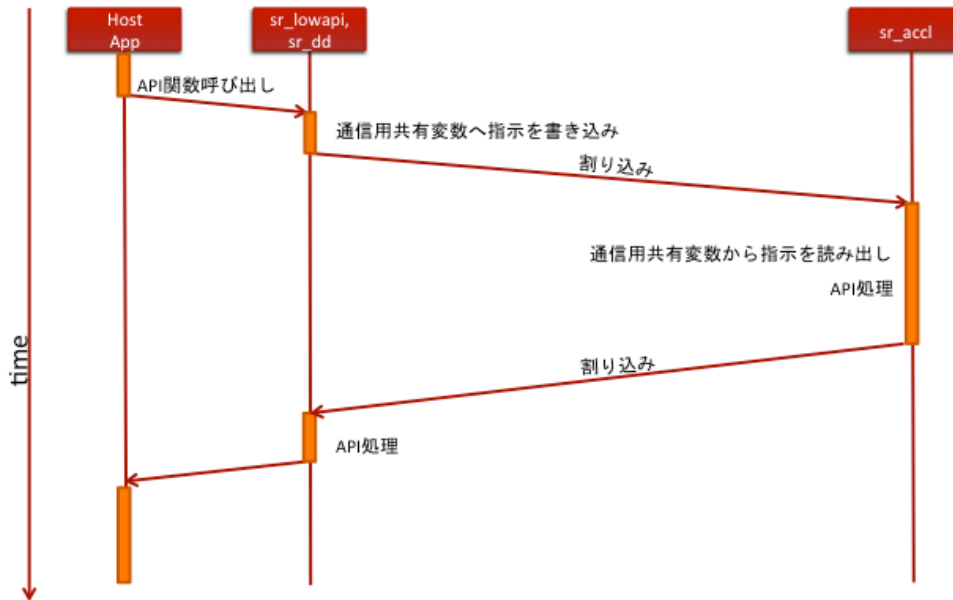 Host
App
sr_lowapi,
sr_dd
sr_accl
API関数呼び出し
通信用共有変数へ指示を書き込み
割り込み
通信用共有変数から指示を読み出し
API処理
time
割り込み
API処理